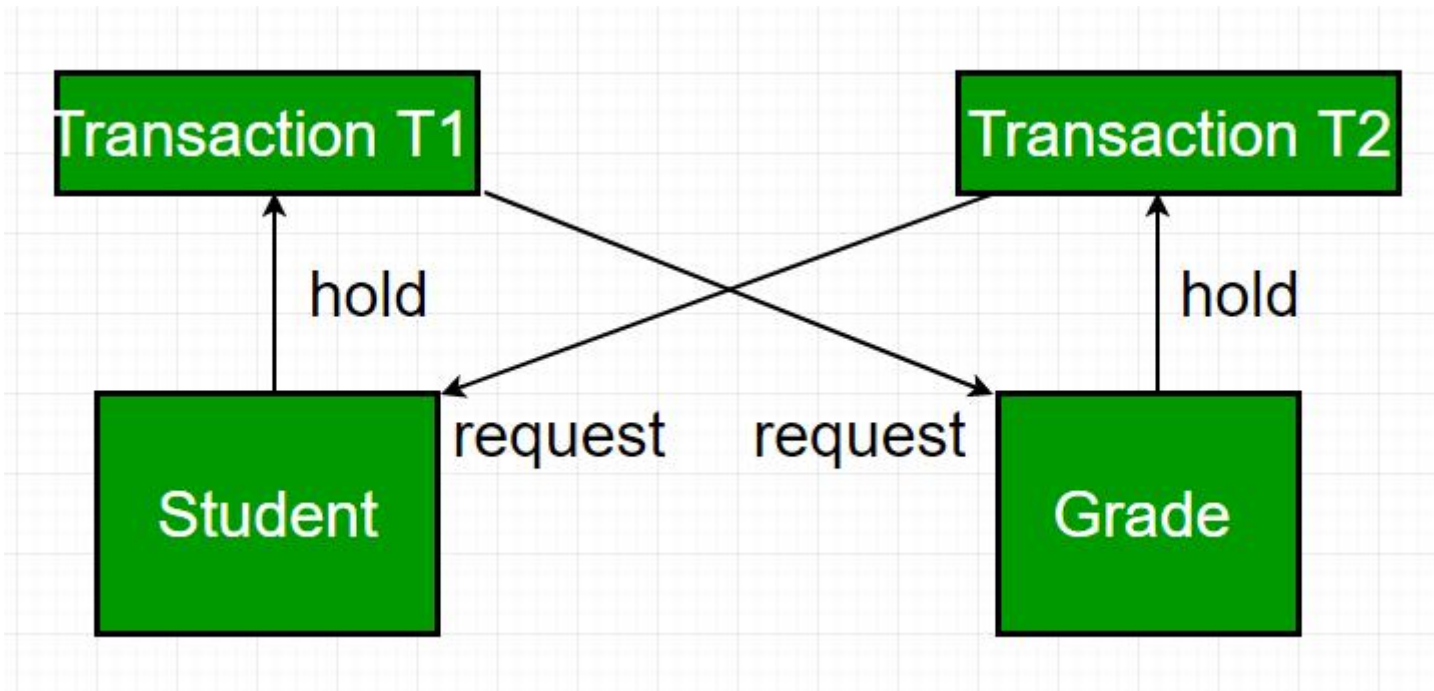 Transaction T1
Transaction T2
hold
hold
request
request
Student
Grade